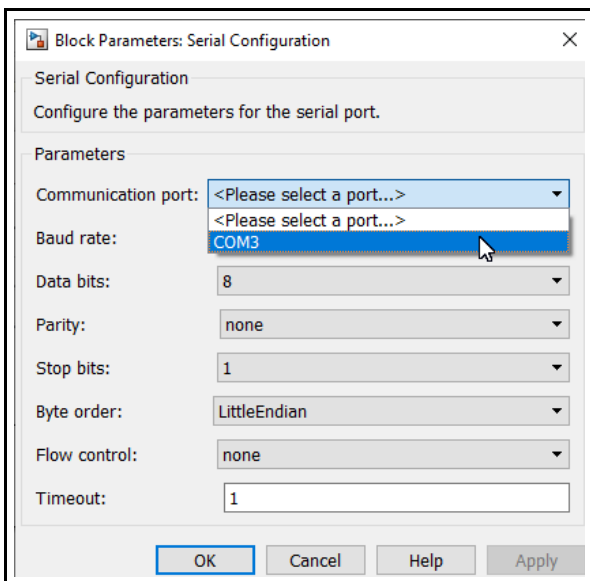 Block Parameters: Serial Configuration
Serial Configuration
Configure the parameters for the serial port.
Parameters
Communication port: <Please select a port...>
<Please select a port...>
Baud rate: COM3
Data bits: 8
Parity: none
Stop bits: 1
Byte order: LittleEndian
Flow control: none
Timeout: 1
OK Cancel Help Apply